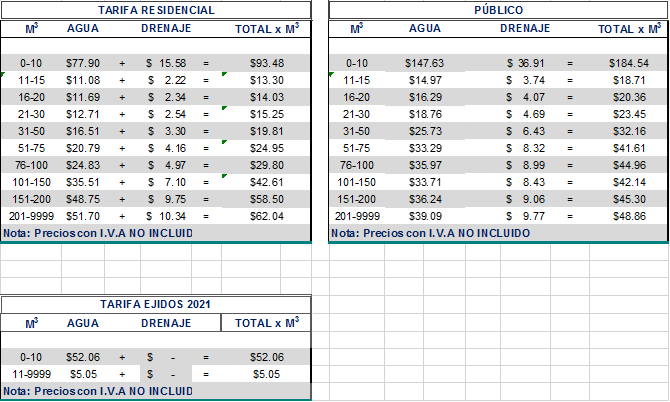 TARIFA RESIDENCIAL
M³ AGUA DRENAJE TOTAL x M³
0-10 $77.90 + $ 15.58 = $93.48
11-15 $11.08 + $ 2.22 = $13.30
16-20 $11.69 + $ 2.34 = $14.03
21-30 $12.71 + $ 2.54 = $15.25
31-50 $16.51 + $ 3.30 = $19.81
51-75 $20.79 + $ 4.16 = $24.95
76-100 $24.83 + $ 4.97 = $29.80
101-150 $35.51 + $ 7.10 = $42.61
151-200 $48.75 + $ 9.75 = $58.50
201-9999 $51.70 + $ 10.34 = $62.04
Nota: Precios con I.V.A NO INCLUID
PÚBLICO
M³ AGUA DRENAJE TOTAL x M³
0-10 $147.63 $ 36.91 = $184.54
11-15 $14.97 $ 3.74 = $18.71
16-20 $16.29 $ 4.07 = $20.36
21-30 $18.76 $ 4.69 = $23.45
31-50 $25.73 $ 6.43 = $32.16
51-75 $33.29 $ 8.32 = $41.61
76-100 $35.97 $ 8.99 = $44.96
101-150 $33.71 $ 8.43 = $42.14
151-200 $36.24 $ 9.06 = $45.30
201-9999 $39.09 $ 9.77 = $48.86
Nota: Precios con I.V.A NO INCLUIDO
TARIFA EJIDOS 2021
M³ AGUA DRENAJE TOTAL x M³
0-10 $52.06 + $ - = $52.06
11-9999 $5.05 + $ - = $5.05
Nota: Precios con I.V.A NO INCLUID